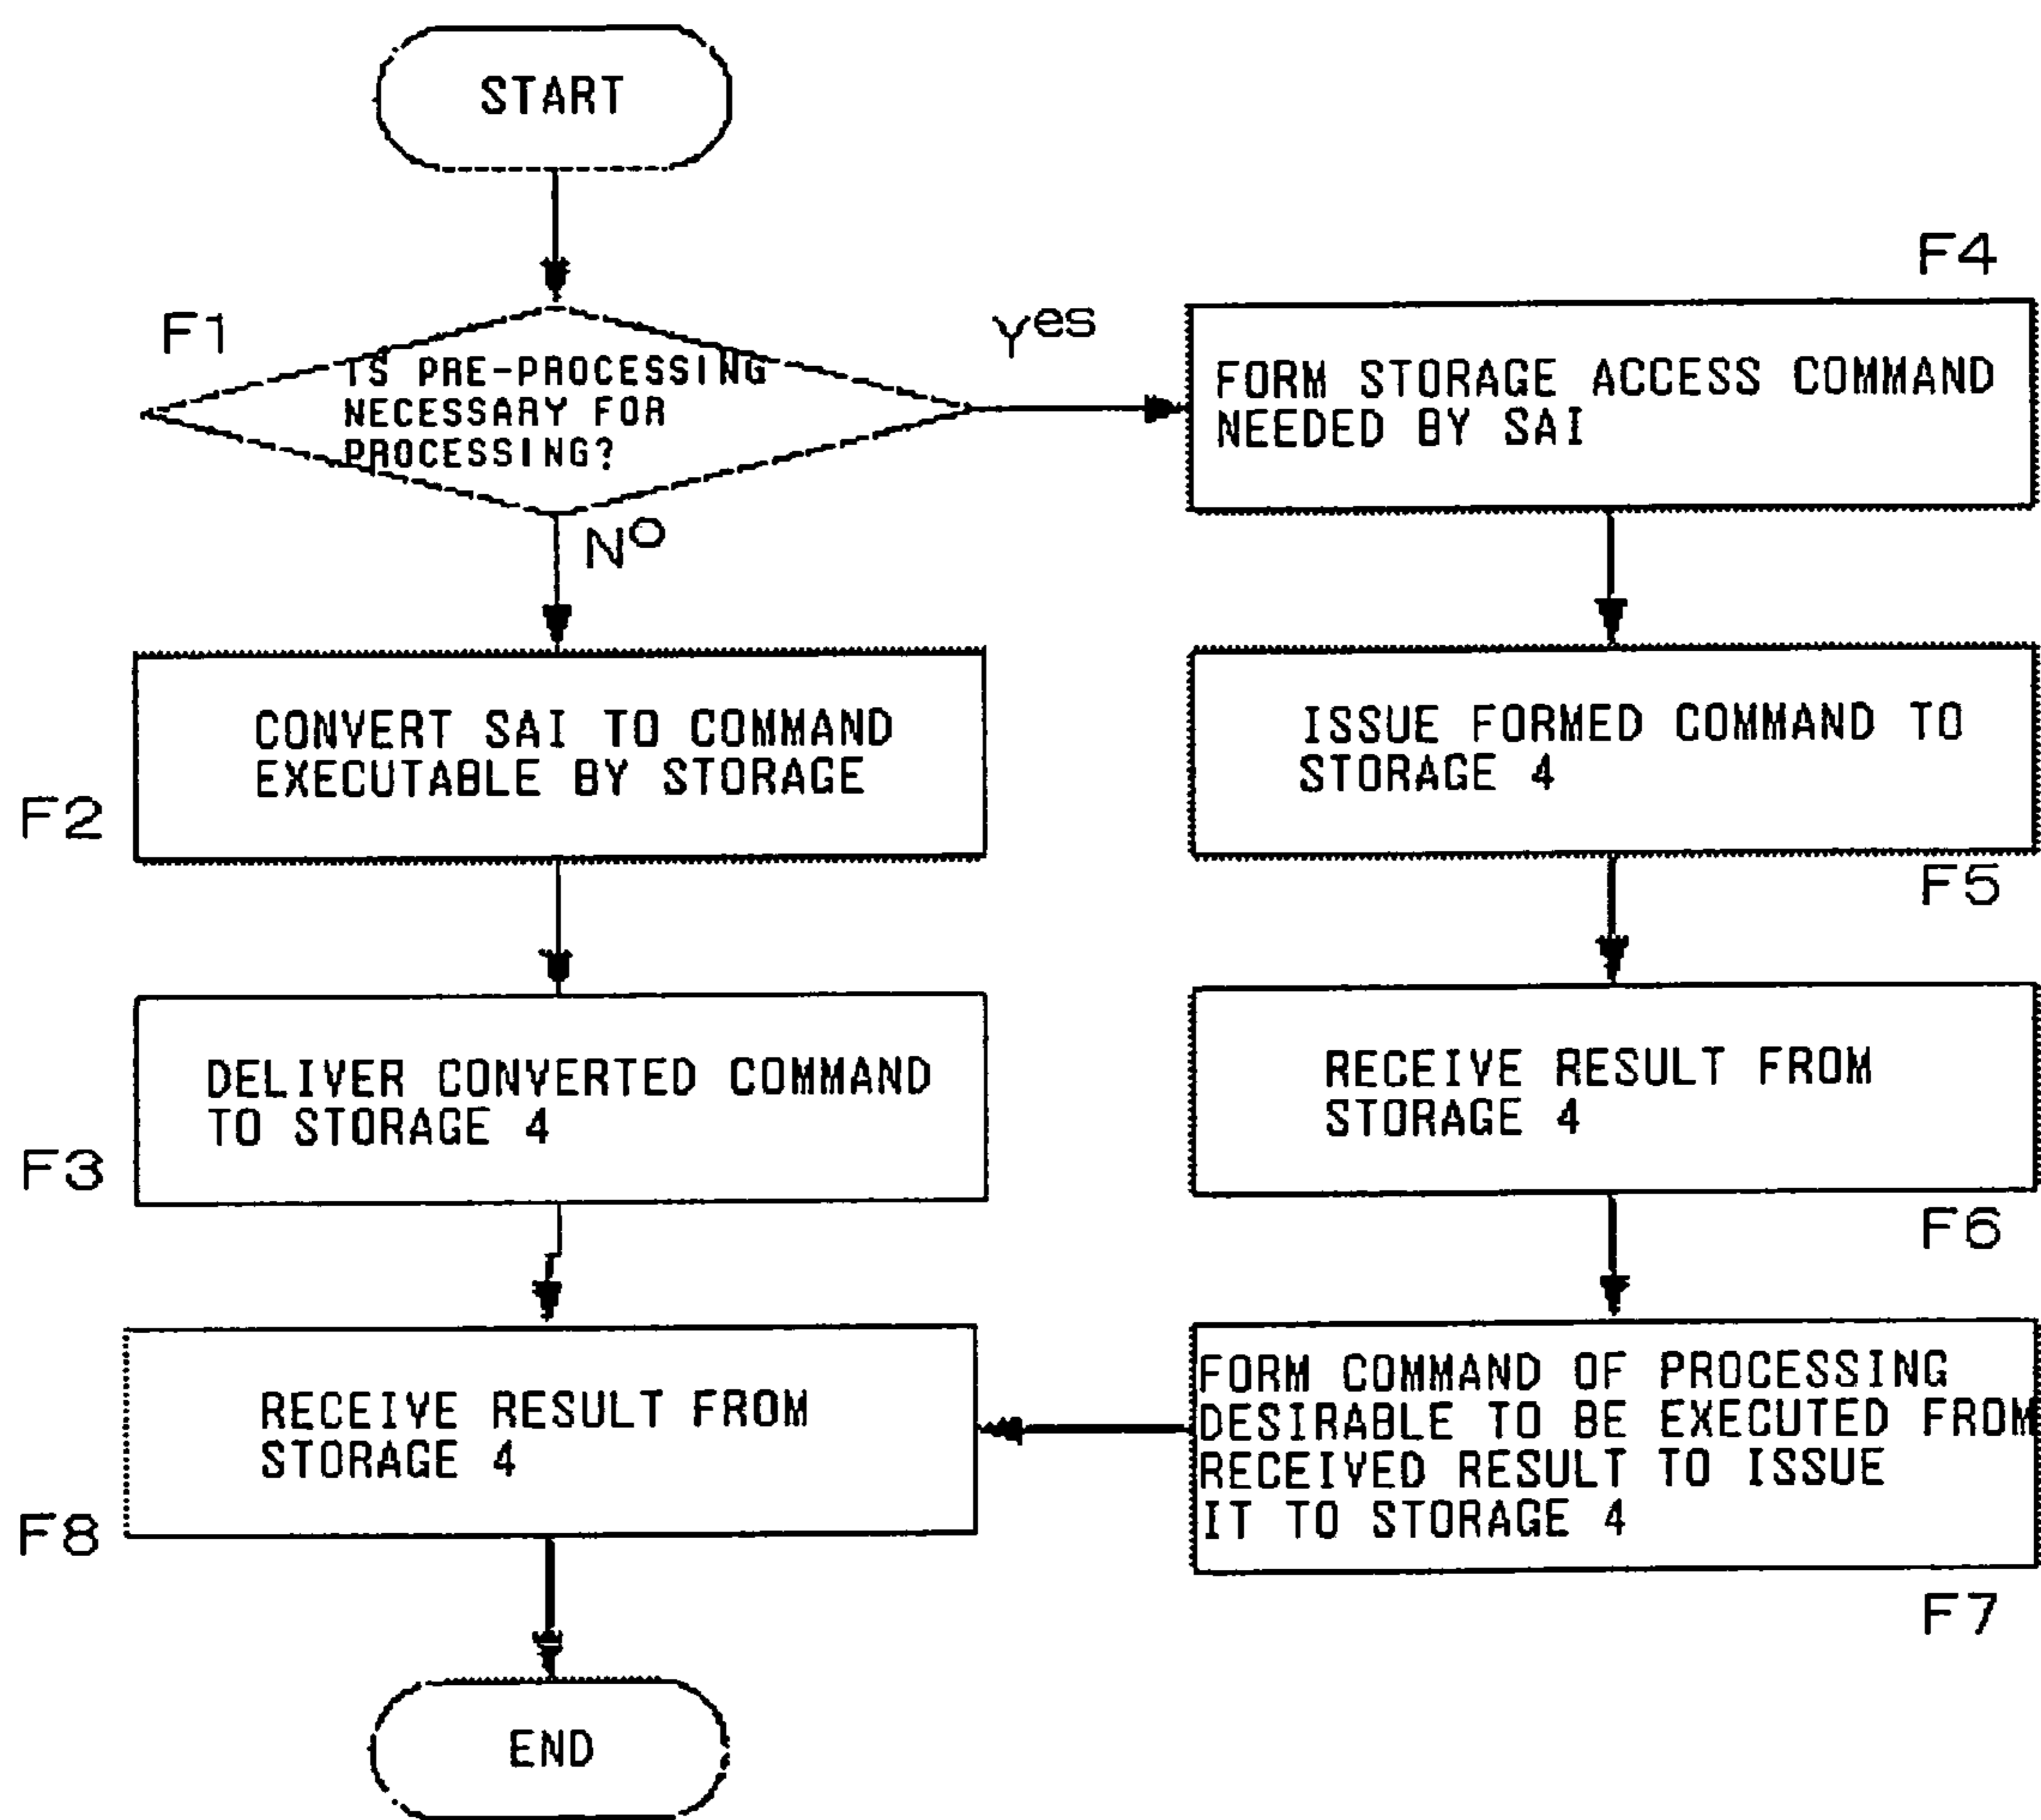 START
F1
IS PRE-PROCESSING
NECESSARY FOR
PROCESSING?
yes
NO
F4
FORM STORAGE ACCESS COMMAND
NEEDED BY SAI
CONVERT SAI TO COMMAND
EXECUTABLE BY STORAGE
F2
ISSUE FORMED COMMAND TO
STORAGE 4
F5
DELIVER CONVERTED COMMAND
TO STORAGE 4
F3
RECEIVE RESULT FROM
STORAGE 4
F6
RECEIVE RESULT FROM
STORAGE 4
F8
FORM COMMAND OF PROCESSING
DESIRABLE TO BE EXECUTED FROM
RECEIVED RESULT TO ISSUE
IT TO STORAGE 4
F7
END